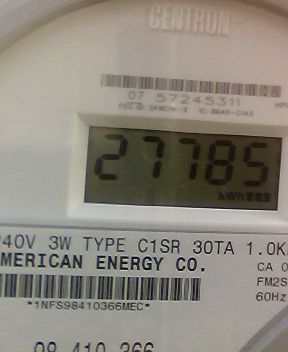 CENTRON
07 57245311
27785
kWh
240V 3W TYPE C1SR 30TA 1.0K
AMERICAN ENERGY CO.
CA 0
FM2S
60Hz
*1NFS98410366MEC*
98 410 366